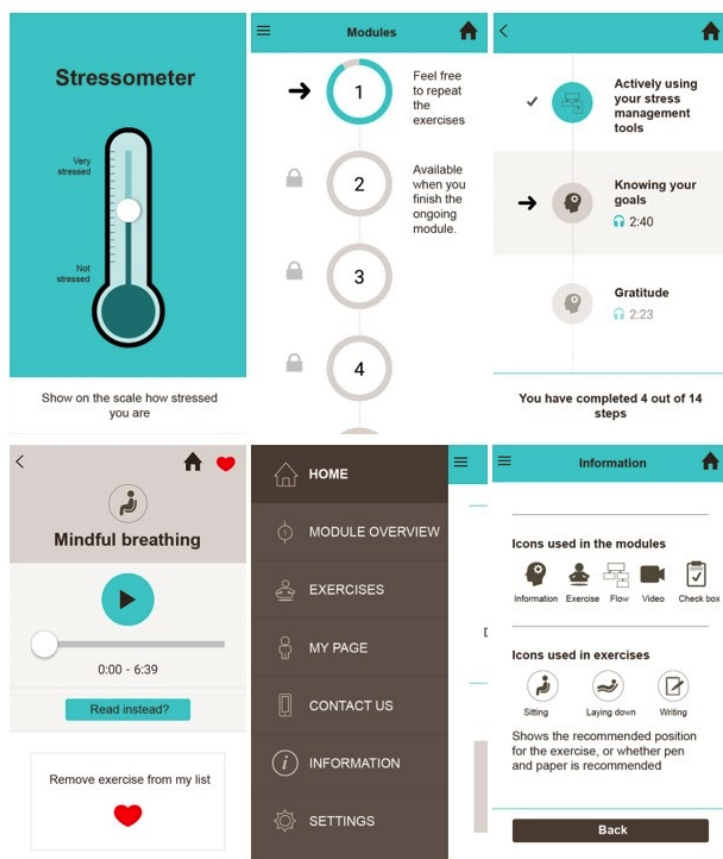 Stressometer
Very
stressed
Not
stressed
Show on the scale how stressed
you are
Modules
1
Feel free
to repeat
the
exercises
2
Available
when you
finish the
ongoing
module.
3
4
Actively using
your stress
management
tools
Knowing your
goals
2:40
Gratitude
2:23
You have completed 4 out of 14
steps
Mindful breathing
0:00 - 6:39
Read instead?
Remove exercise from my list
HOME
MODULE OVERVIEW
EXERCISES
MY PAGE
CONTACT US
i INFORMATION
SETTINGS
Information
Icons used in the modules
Information Exercise Flow Video Check box
Icons used in exercises
Sitting Laying down Writing
Shows the recommended position
for the exercise, or whether pen
and paper is recommended
Back